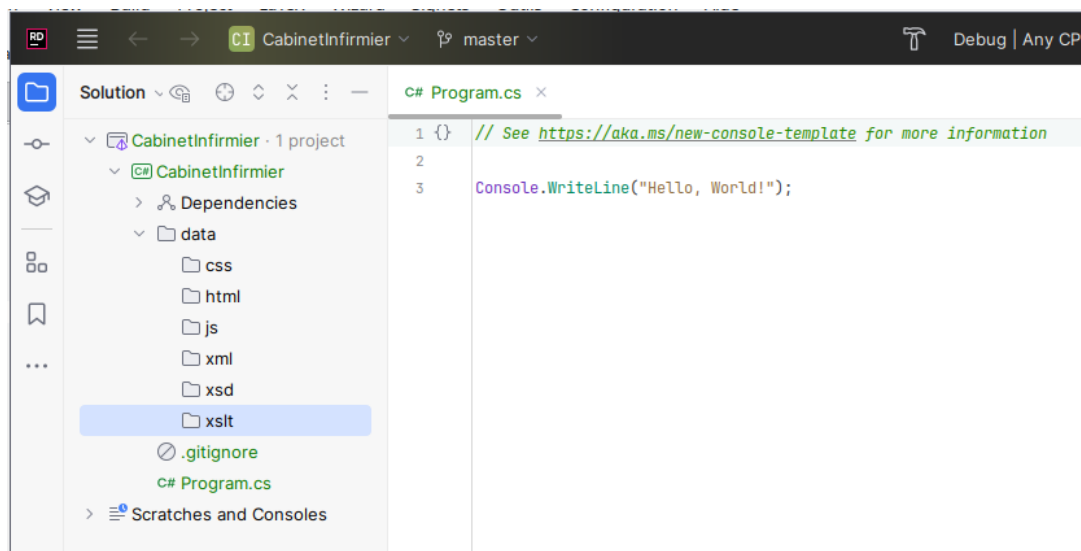 RD CI CabinetInfirmier master Debug | Any CP
Solution
C# Program.cs
CabinetInfirmier · 1 project
C# CabinetInfirmier
Dependencies
data
css
html
js
xml
xsd
xslt
.gitignore
C# Program.cs
Scratches and Consoles
1 {} // See https://aka.ms/new-console-template for more information
2
3 Console.WriteLine("Hello, World!");